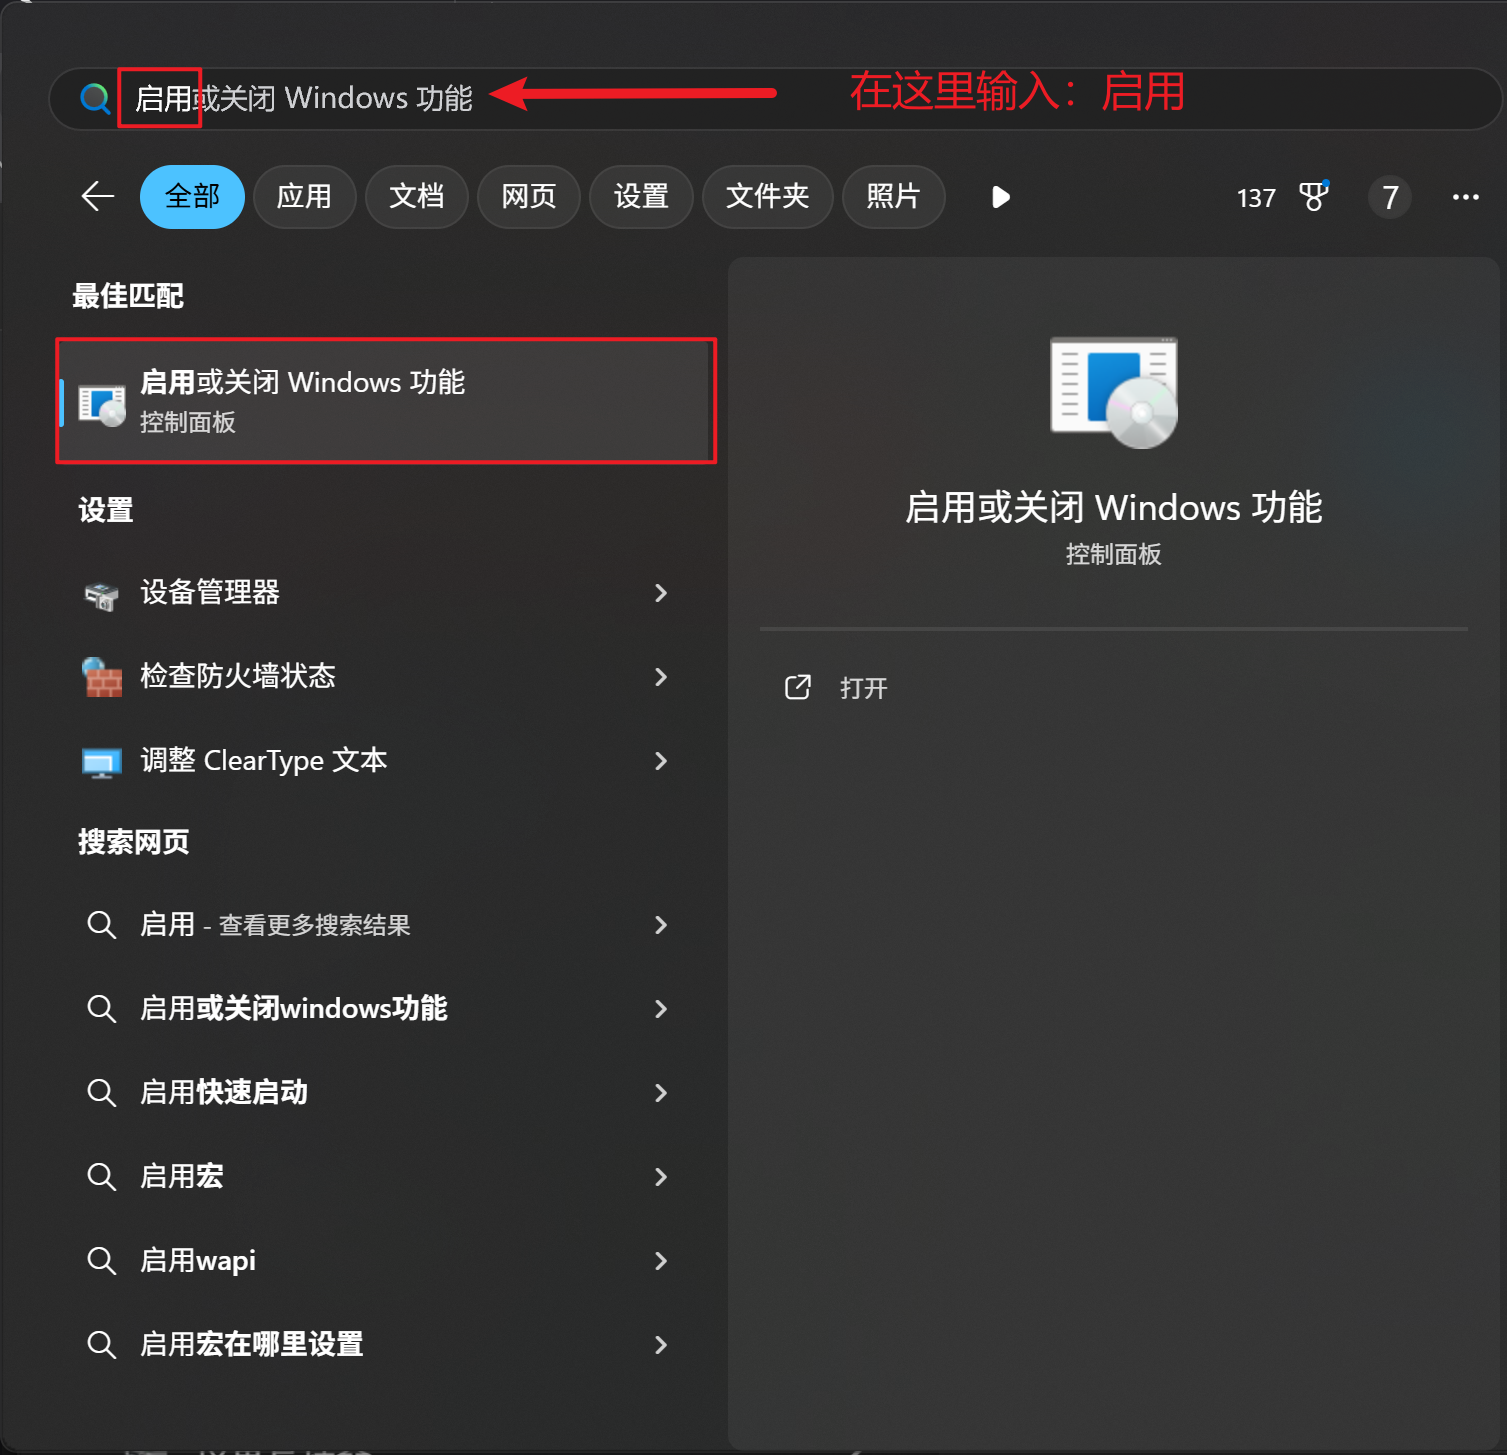 启用或关闭 Windows 功能
在这里输入：启用
全部 应用 文档 网页 设置 文件夹 照片 137 7
最佳匹配
启用或关闭 Windows 功能
控制面板
设置
设备管理器
检查防火墙状态
调整 ClearType 文本
搜索网页
启用 - 查看更多搜索结果
启用或关闭windows功能
启用快速启动
启用宏
启用wapi
启用宏在哪里设置
启用或关闭 Windows 功能
控制面板
打开